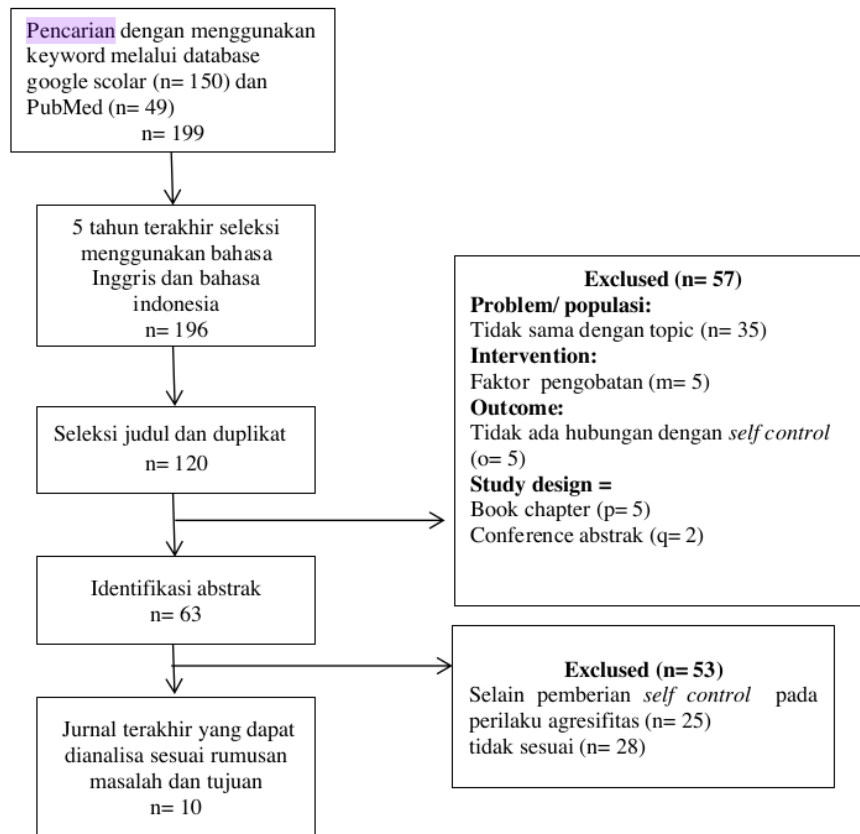 Pencarian dengan menggunakan
keyword melalui database
google scolar (n= 150) dan
PubMed (n= 49)
n= 199
5 tahun terakhir seleksi
menggunakan bahasa
Inggris dan bahasa
indonesia
n= 196
Seleksi judul dan duplikat
n= 120
Exclused (n= 57)
Problem/ populasi:
Tidak sama dengan topic (n= 35)
Intervention:
Faktor pengobatan (m= 5)
Outcome:
Tidak ada hubungan dengan self control
(o= 5)
Study design =
Book chapter (p= 5)
Conference abstrak (q= 2)
Identifikasi abstrak
n= 63
Exclused (n= 53)
Selain pemberian self control pada
perilaku agresifitas (n= 25)
tidak sesuai (n= 28)
Jurnal terakhir yang dapat
dianalisa sesuai rumusan
masalah dan tujuan
n= 10